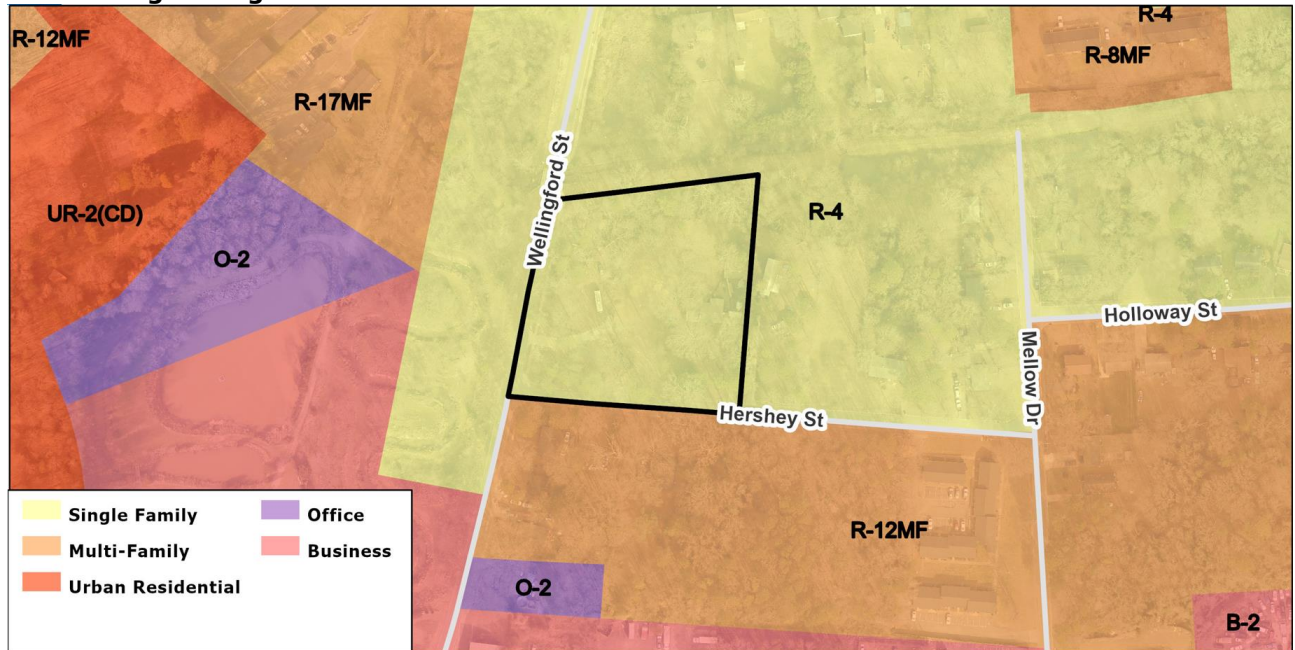 R-12MF
R-4
R-8MF
R-17MF
Wellingford St
UR-2(CD)
R-4
O-2
Holloway St
Mellow Dr
Hershey St
Single Family
Multi-Family
Urban Residential
Office
Business
R-12MF
O-2
B-2